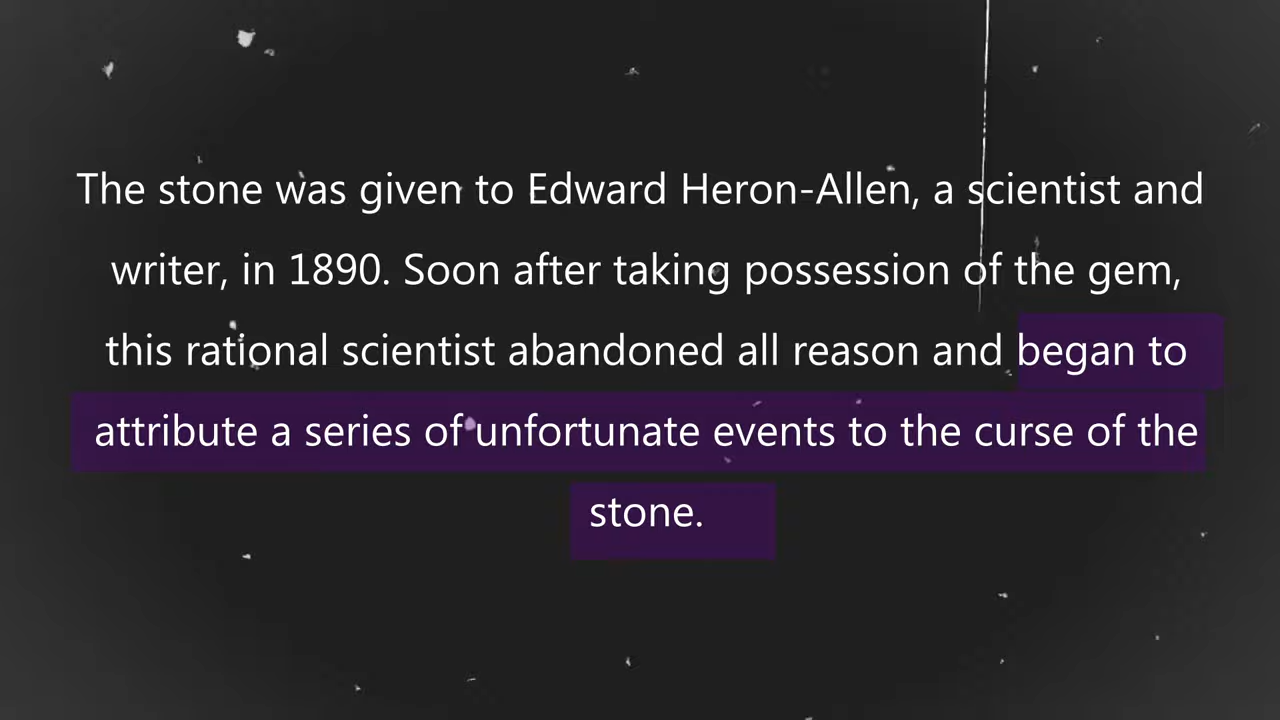 The stone was given to Edward Heron-Allen, a scientist and
writer, in 1890. Soon after taking possession of the gem,
this rational scientist abandoned all reason and began to
attribute a series of unfortunate events to the curse of the
stone.